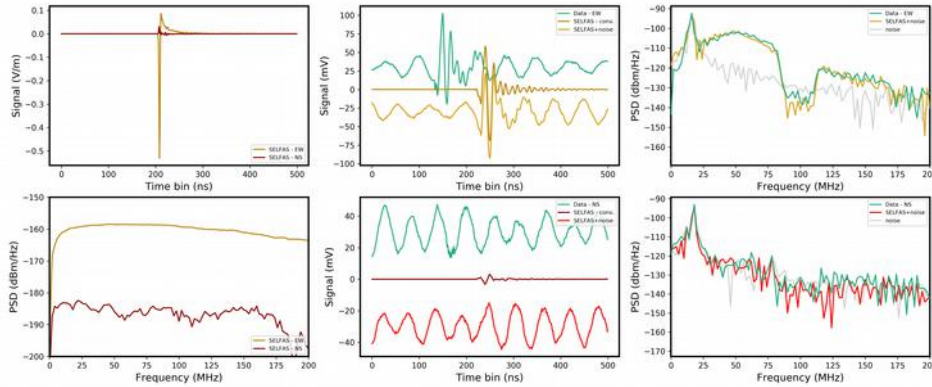 0.1
0.0
−0.1
−0.2
−0.3
−0.4
−0.5
Signal (V/m)
0 100 200 300 400 500
Time bin (ns)
SELFAS - EW
SELFAS - NS
100
75
50
25
0
−25
−50
−75
−100
Signal (mV)
0 100 200 300 400 500
Time bin (ns)
Data - EW
SELFAS - conv.
SELFAS+noise
−90
−100
−110
−120
−130
−140
−150
−160
PSD (dbm/Hz)
0 25 50 75 100 125 150 175 200
Frequency (MHz)
Data - EW
SELFAS+noise
noise
−150
−160
−170
−180
−190
−200
PSD (dBm/Hz)
0 25 50 75 100 125 150 175 200
Frequency (MHz)
SELFAS - EW
SELFAS - NS
40
20
0
−20
−40
Signal (mV)
0 100 200 300 400 500
Time bin (ns)
Data - NS
SELFAS - conv.
SELFAS+noise
−90
−100
−110
−120
−130
−140
−150
−160
−170
PSD (dbm/Hz)
0 25 50 75 100 125 150 175 200
Frequency (MHz)
Data - NS
SELFAS+noise
noise